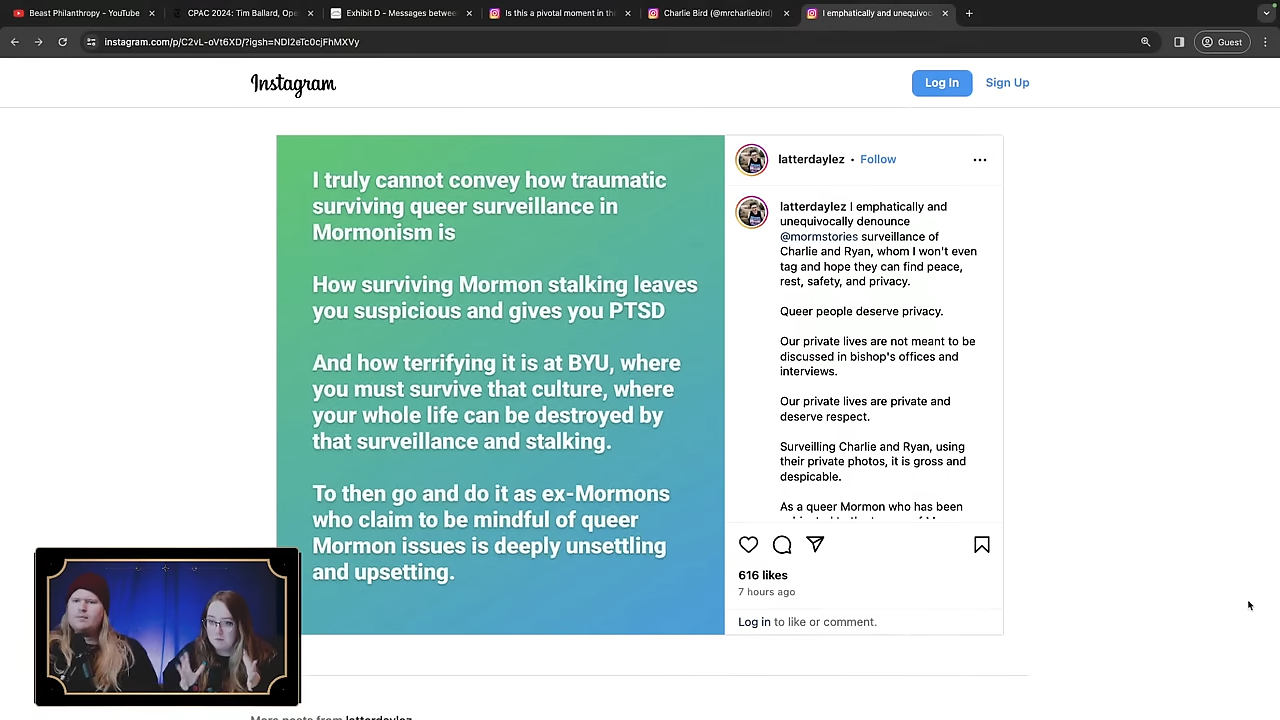 Beast Philanthropy - YouTube
CPAC 2024: Tim Ballard, Ope
Exhibit D - Messages betwee
Is this a pivotal moment in th
Charlie Bird (@mrcharliebird)
I emphatically and unequivoc
instagram.com/p/C2vL-oVt6XD/?igsh=NDI2eTc0cjFhMXVy
Guest
Instagram
Log In
Sign Up
I truly cannot convey how traumatic
surviving queer surveillance in
Mormonism is
How surviving Mormon stalking leaves
you suspicious and gives you PTSD
And how terrifying it is at BYU, where
you must survive that culture, where
your whole life can be destroyed by
that surveillance and stalking.
To then go and do it as ex-Mormons
who claim to be mindful of queer
Mormon issues is deeply unsettling
and upsetting.
latterdaylez • Follow
latterdaylez I emphatically and
unequivocally denounce
@mormstories surveillance of
Charlie and Ryan, whom I won't even
tag and hope they can find peace,
rest, safety, and privacy.
Queer people deserve privacy.
Our private lives are not meant to be
discussed in bishop's offices and
interviews.
Our private lives are private and
deserve respect.
Surveilling Charlie and Ryan, using
their private photos, it is gross and
despicable.
As a queer Mormon who has been
616 likes
7 hours ago
Log in to like or comment.
More posts from latterdaylez